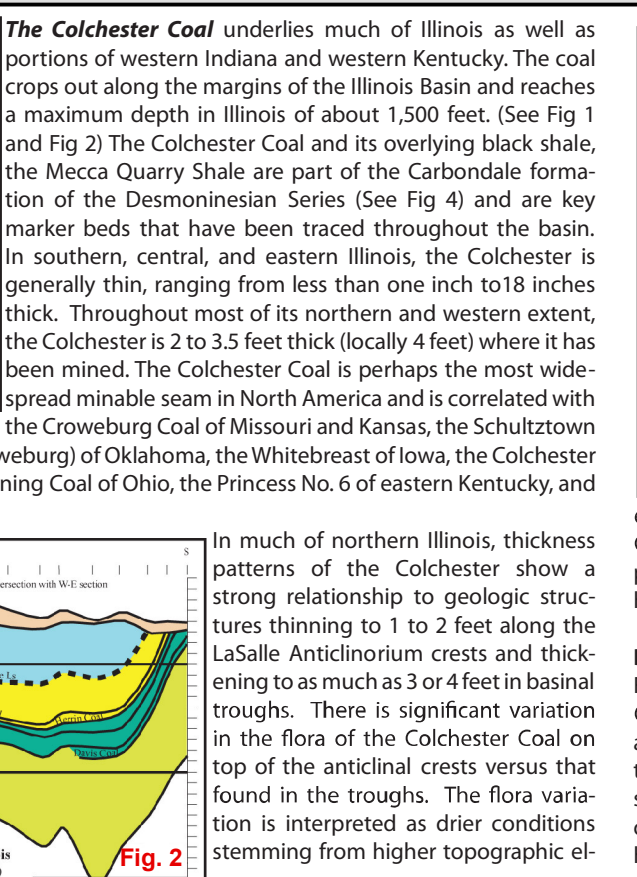 The Colchester Coal underlies much of Illinois as well as
portions of western Indiana and western Kentucky. The coal
crops out along the margins of the Illinois Basin and reaches
a maximum depth in Illinois of about 1,500 feet. (See Fig 1
and Fig 2) The Colchester Coal and its overlying black shale,
the Mecca Quarry Shale are part of the Carbondale forma-
tion of the Desmoninesian Series (See Fig 4) and are key
marker beds that have been traced throughout the basin.
In southern, central, and eastern Illinois, the Colchester is
generally thin, ranging from less than one inch to18 inches
thick. Throughout most of its northern and western extent,
the Colchester is 2 to 3.5 feet thick (locally 4 feet) where it has
been mined. The Colchester Coal is perhaps the most wide-
spread minable seam in North America and is correlated with
the Croweburg Coal of Missouri and Kansas, the Schultztown
weburg) of Oklahoma, the Whitebreast of Iowa, the Colchester
ning Coal of Ohio, the Princess No. 6 of eastern Kentucky, and
S
ersection with W-E section
e Ls
Herrin Coal
Davis Coal
is
Fig. 2
In much of northern Illinois, thickness
patterns of the Colchester show a
strong relationship to geologic struc-
tures thinning to 1 to 2 feet along the
LaSalle Anticlinorium crests and thick-
ening to as much as 3 or 4 feet in basinal
troughs. There is significant variation
in the flora of the Colchester Coal on
top of the anticlinal crests versus that
found in the troughs. The flora varia-
tion is interpreted as drier conditions
stemming from higher topographic el-